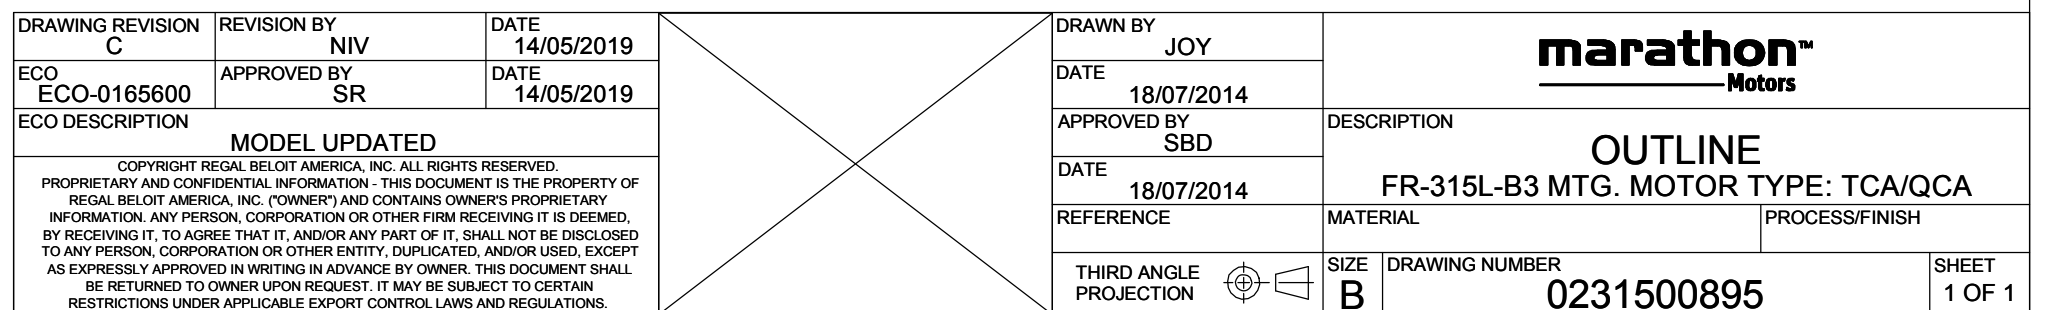 DRAWING REVISION
C
REVISION BY
NIV
DATE
14/05/2019
ECO
ECO-0165600
APPROVED BY
SR
DATE
14/05/2019
ECO DESCRIPTION
MODEL UPDATED
COPYRIGHT REGAL BELOIT AMERICA, INC. ALL RIGHTS RESERVED.
PROPRIETARY AND CONFIDENTIAL INFORMATION - THIS DOCUMENT IS THE PROPERTY OF
REGAL BELOIT AMERICA, INC. ("OWNER") AND CONTAINS OWNER'S PROPRIETARY
INFORMATION. ANY PERSON, CORPORATION OR OTHER FIRM RECEIVING IT IS DEEMED,
BY RECEIVING IT, TO AGREE THAT IT, AND/OR ANY PART OF IT, SHALL NOT BE DISCLOSED
TO ANY PERSON, CORPORATION OR OTHER ENTITY, DUPLICATED, AND/OR USED, EXCEPT
AS EXPRESSLY APPROVED IN WRITING IN ADVANCE BY OWNER. THIS DOCUMENT SHALL
BE RETURNED TO OWNER UPON REQUEST. IT MAY BE SUBJECT TO CERTAIN
RESTRICTIONS UNDER APPLICABLE EXPORT CONTROL LAWS AND REGULATIONS.
DRAWN BY
JOY
DATE
18/07/2014
APPROVED BY
SBD
DATE
18/07/2014
REFERENCE
THIRD ANGLE
PROJECTION
marathon™
Motors
DESCRIPTION
OUTLINE
FR-315L-B3 MTG. MOTOR TYPE: TCA/QCA
MATERIAL
PROCESS/FINISH
SIZE
B
DRAWING NUMBER
0231500895
SHEET
1 OF 1